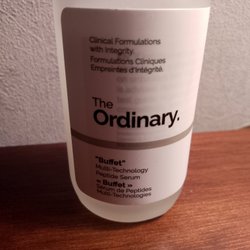 Clinical Formulations
with Integrity.
Formulations Cliniques
Empreintes d'Intégrité.
The
Ordinary.
"Buffet"
Multi-Technology
Peptide Serum
« Buffet »
Sérum de Peptides
Multi-Technologies